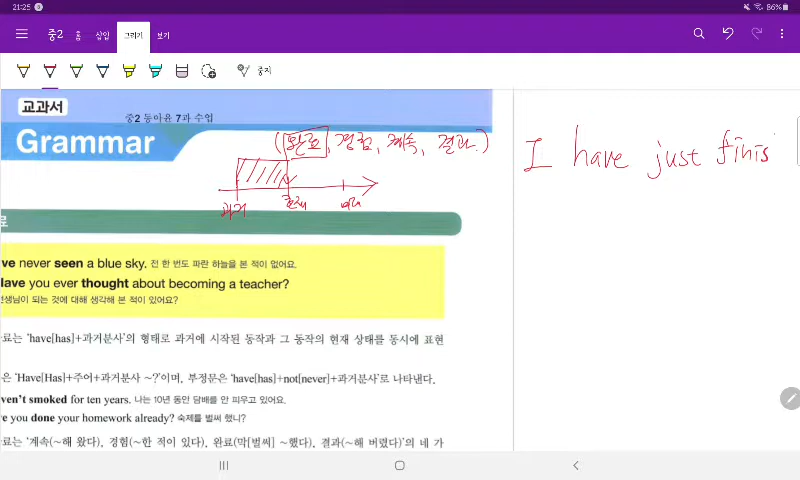 21:25
86%
중2 홈 삽입 그리기 보기
중지
교과서
중2 동아윤 7과 수업
Grammar
(완료, 경험, 계속, 결과)
과거 현재 미래
I have just finis
료
ve never seen a blue sky. 전 한 번도 파란 하늘을 본 적이 없어요.
Have you ever thought about becoming a teacher?
선생님이 되는 것에 대해 생각해 본 적이 있어요?
료는 'have[has]+과거분사'의 형태로 과거에 시작된 동작과 그 동작의 현재 상태를 동시에 표현
은 'Have[Has]+주어+과거분사 ~?'이며, 부정문은 'have[has]+not[never]+과거분사'로 나타낸다.
ven't smoked for ten years. 나는 10년 동안 담배를 안 피우고 있어요.
e you done your homework already? 숙제를 벌써 했니?
료는 '계속(~해 왔다), 경험(~한 적이 있다), 완료(막[벌써] ~했다), 결과(~해 버렸다)'의 네 가